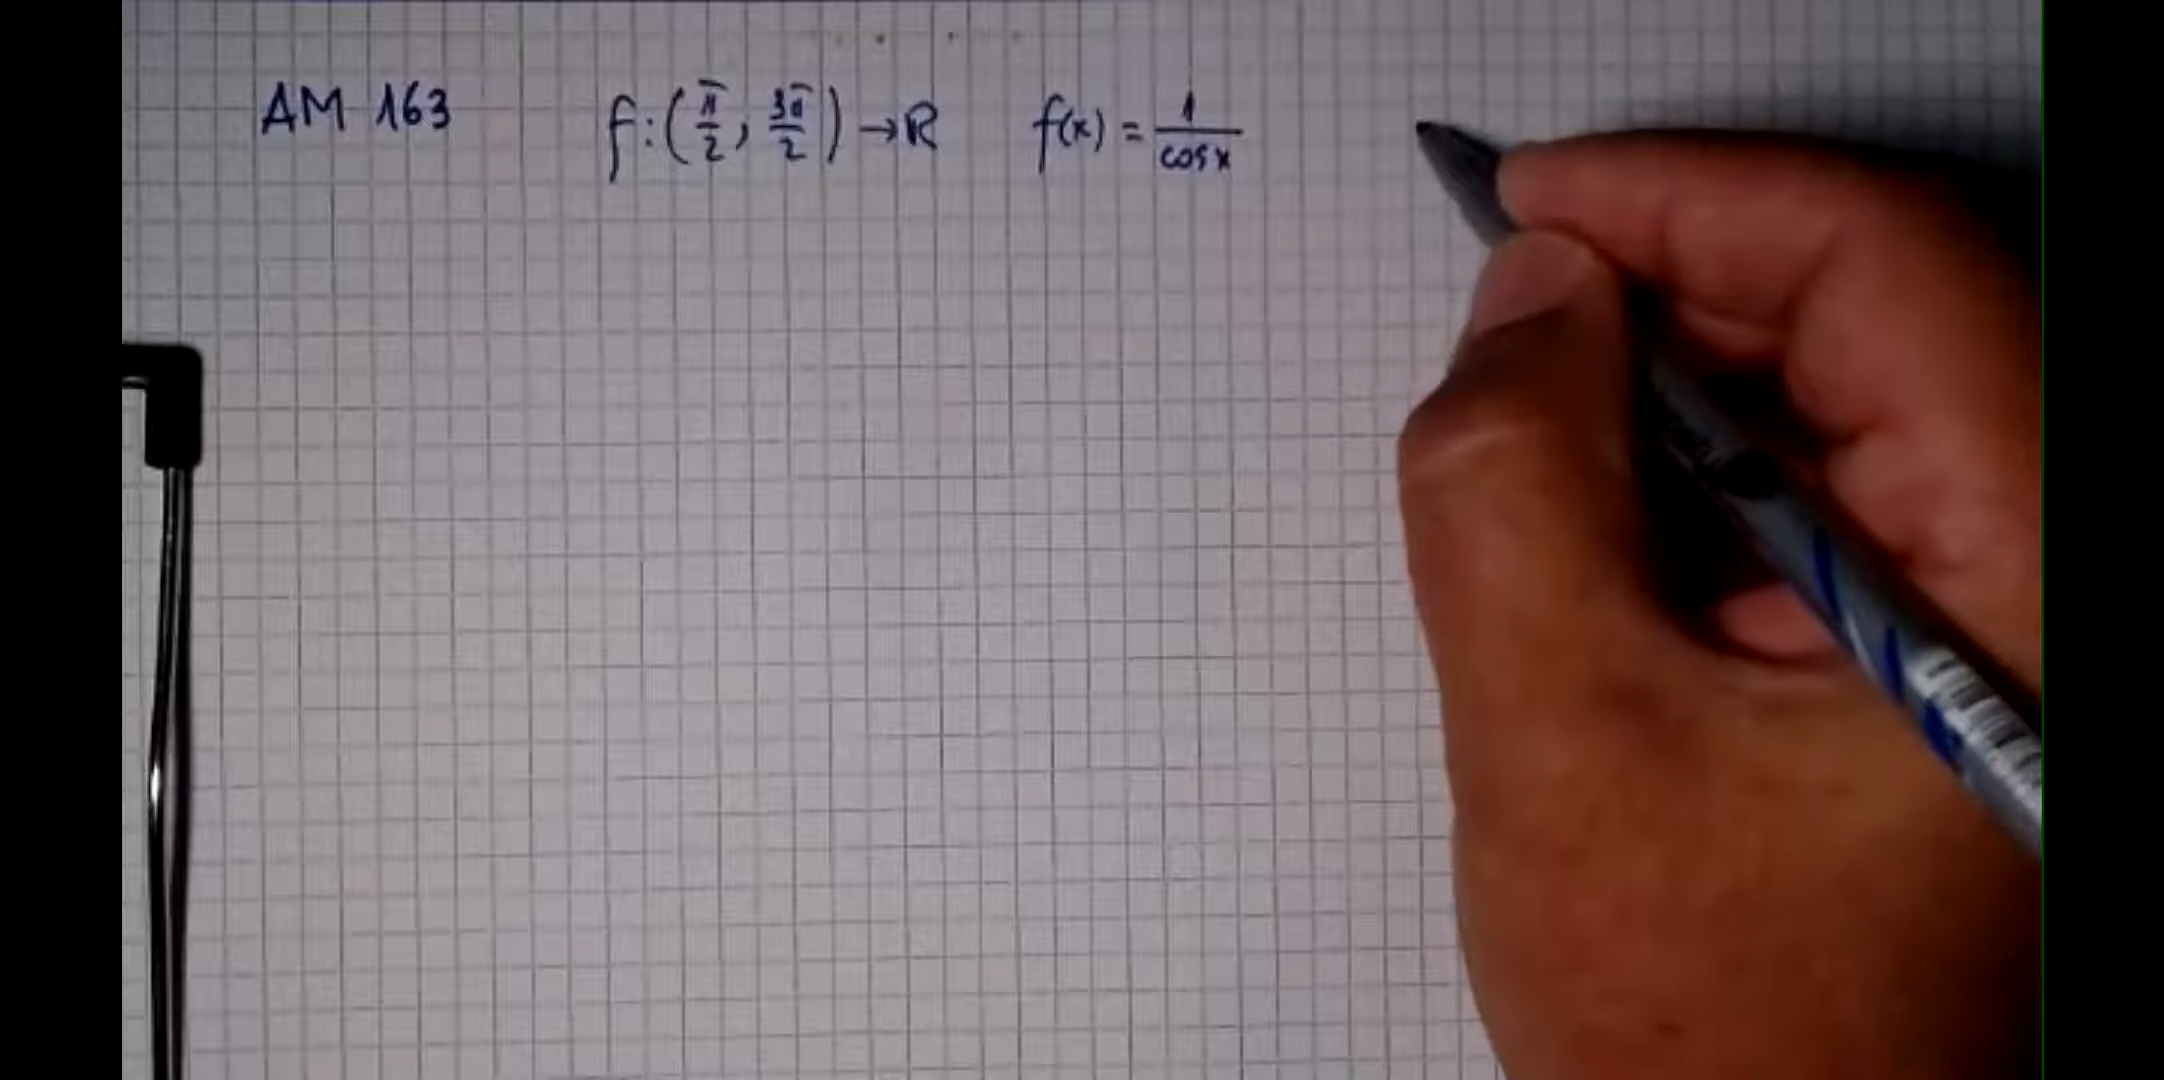 AM 163 f: (π/2, 3π/2) → R f(x) = 1/cos x